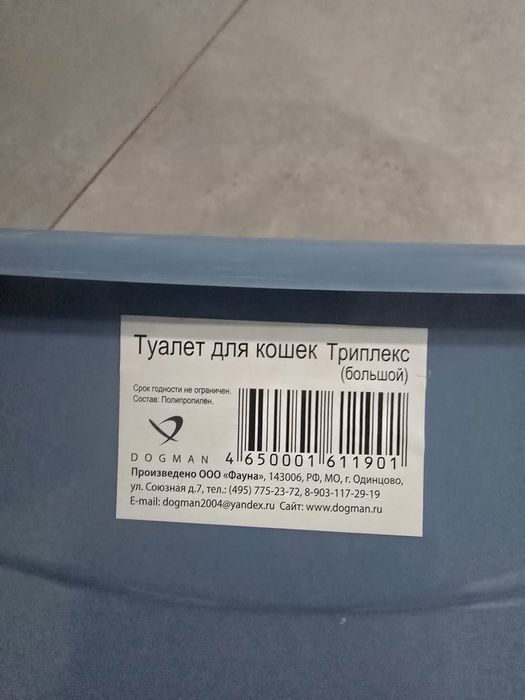 Туалет для кошек Триплекс
(большой)
Срок годности не ограничен.
Состав: Полипропилен.
DOGMAN
4 650001 611901
Произведено ООО «Фауна», 143006, РФ, МО, г. Одинцово,
ул. Союзная д.7, тел.: (495) 775-23-72, 8-903-117-29-19
E-mail: dogman2004@yandex.ru Сайт: www.dogman.ru